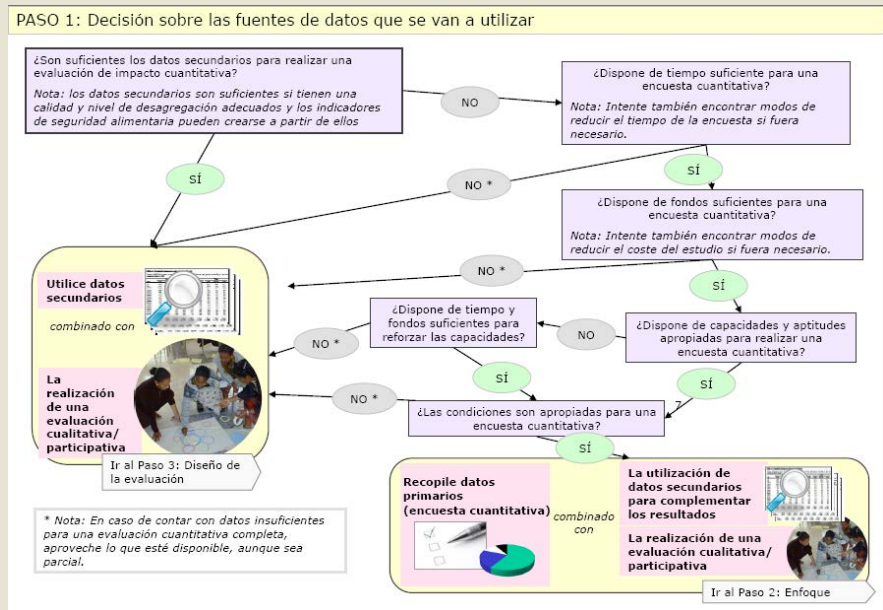 PASO 1: Decisión sobre las fuentes de datos que se van a utilizar
¿Son suficientes los datos secundarios para realizar una
evaluación de impacto cuantitativa?
Nota: los datos secundarios son suficientes si tienen una
calidad y nivel de desagregación adecuados y los indicadores
de seguridad alimentaria pueden crearse a partir de ellos
NO
¿Dispone de tiempo suficiente para una
encuesta cuantitativa?
Nota: Intente también encontrar modos de
reducir el tiempo de la encuesta si fuera
necesario.
SÍ
NO *
SÍ
¿Dispone de fondos suficientes para una
encuesta cuantitativa?
Nota: Intente también encontrar modos de
reducir el coste del estudio si fuera necesario.
NO *
SÍ
Utilice datos
secundarios
combinado con
La
realización
de una
evaluación
cualitativa/
participativa
Ir al Paso 3: Diseño de
la evaluación
¿Dispone de tiempo y
fondos suficientes para
reforzar las capacidades?
NO
¿Dispone de capacidades y aptitudes
apropiadas para realizar una
encuesta cuantitativa?
NO *
SÍ
SÍ
7
NO *
¿Las condiciones son apropiadas para una
encuesta cuantitativa?
SÍ
Recopile datos
primarios
(encuesta cuantitativa)
combinado
con
La utilización de
datos secundarios
para complementar
los resultados
La realización de una
evaluación cualitativa/
participativa
Ir al Paso 2: Enfoque
* Nota: En caso de contar con datos insuficientes
para una evaluación cuantitativa completa,
aproveche lo que esté disponible, aunque sea
parcial.